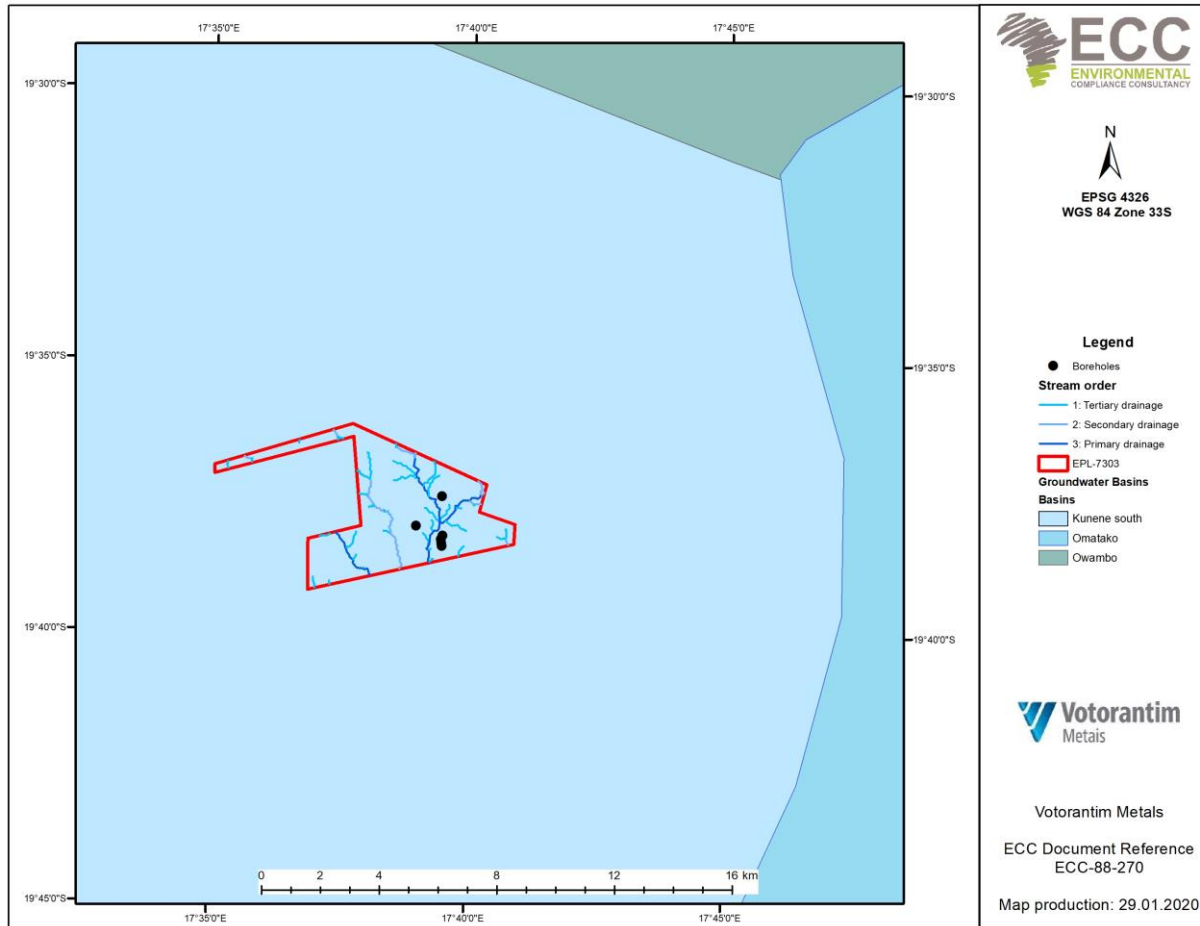 17°35'0"E
17°40'0"E
17°45'0"E
19°30'0"S
19°30'0"S
19°35'0"S
19°35'0"S
19°40'0"S
19°40'0"S
19°45'0"S
0 2 4 6 8 10 12 14 16 km
17°35'0"E
17°40'0"E
17°45'0"E
ECC
ENVIRONMENTAL
COMPLIANCE CONSULTANCY
N
EPSG 4326
WGS 84 Zone 33S
Legend
Boreholes
Stream order
1: Tertiary drainage
2: Secondary drainage
3: Primary drainage
EPL-7303
Groundwater Basins
Basins
Kunene south
Omatako
Owambo
Votorantim
Metais
Votorantim Metals
ECC Document Reference
ECC-88-270
Map production: 29.01.2020